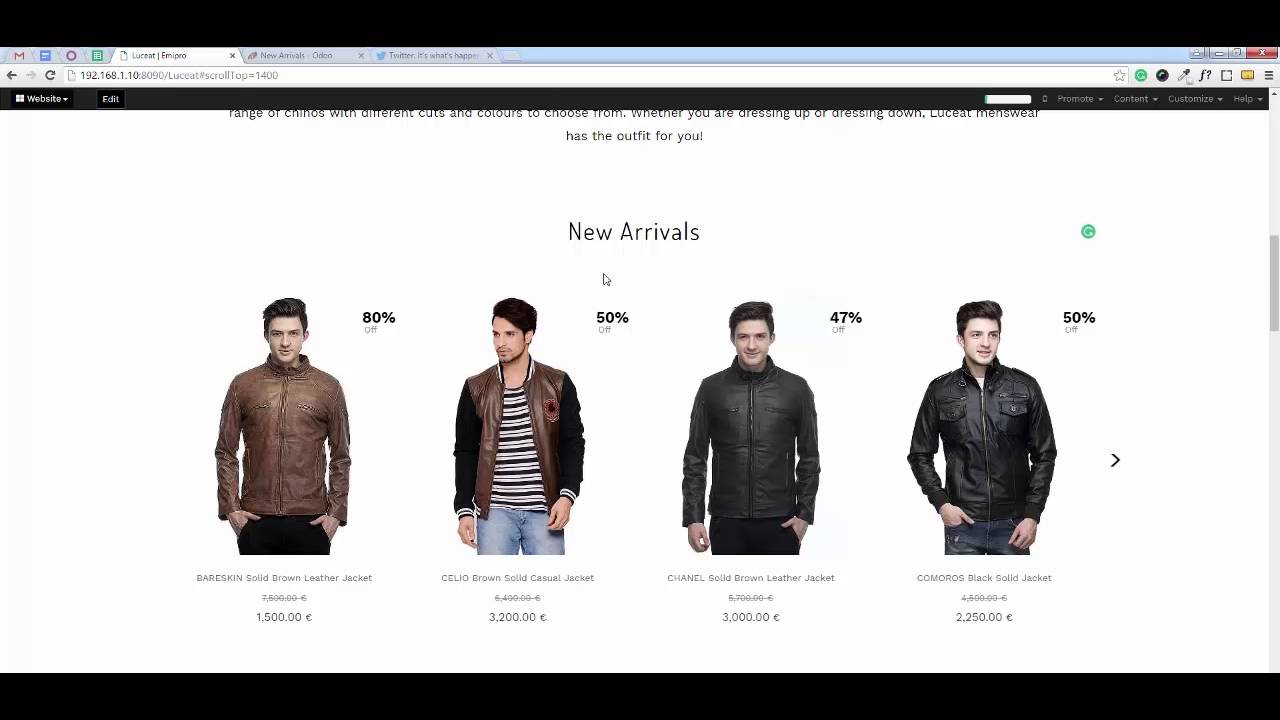 Luceat | Emipro
New Arrivals - Odoo
Twitter. It's what's happe
192.168.1.10:8090/Luceat#scrollTop=1400
Website
Edit
Promote
Content
Customize
Help
range of chinos with different cuts and colours to choose from. Whether you are dressing up or dressing down, Luceat menswear
has the outfit for you!
New Arrivals
80%
Off
50%
Off
47%
Off
50%
Off
BARESKIN Solid Brown Leather Jacket
7,500.00 €
1,500.00 €
CELIO Brown Solid Casual Jacket
6,400.00 €
3,200.00 €
CHANEL Solid Brown Leather Jacket
5,700.00 €
3,000.00 €
COMOROS Black Solid Jacket
4,500.00 €
2,250.00 €